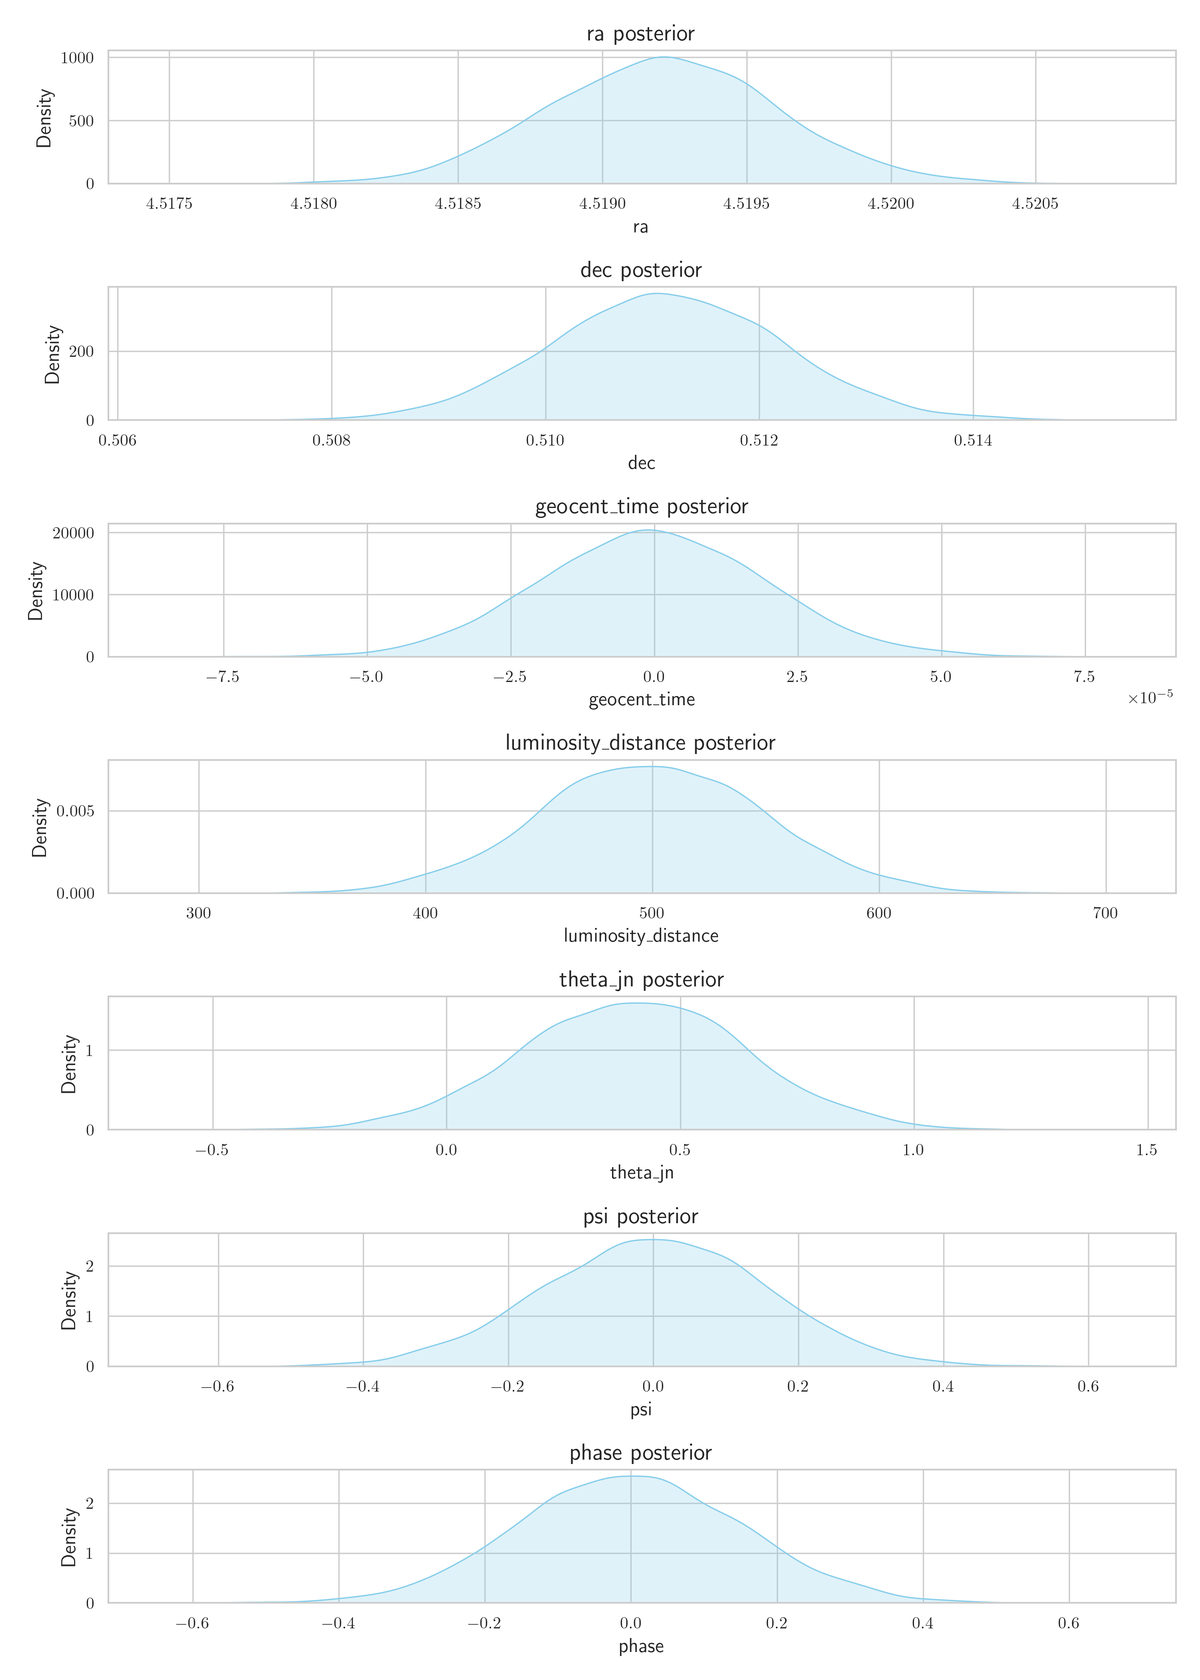 ra posterior
1000
500
0
Density
4.5175 4.5180 4.5185 4.5190 4.5195 4.5200 4.5205
ra
dec posterior
200
0
Density
0.506 0.508 0.510 0.512 0.514
dec
geocent_time posterior
20000
10000
0
Density
−7.5 −5.0 −2.5 0.0 2.5 5.0 7.5
×10⁻⁵
geocent_time
luminosity_distance posterior
0.005
0.000
Density
300 400 500 600 700
luminosity_distance
theta_jn posterior
1
0
Density
−0.5 0.0 0.5 1.0 1.5
theta_jn
psi posterior
2
1
0
Density
−0.6 −0.4 −0.2 0.0 0.2 0.4 0.6
psi
phase posterior
2
1
0
Density
−0.6 −0.4 −0.2 0.0 0.2 0.4 0.6
phase